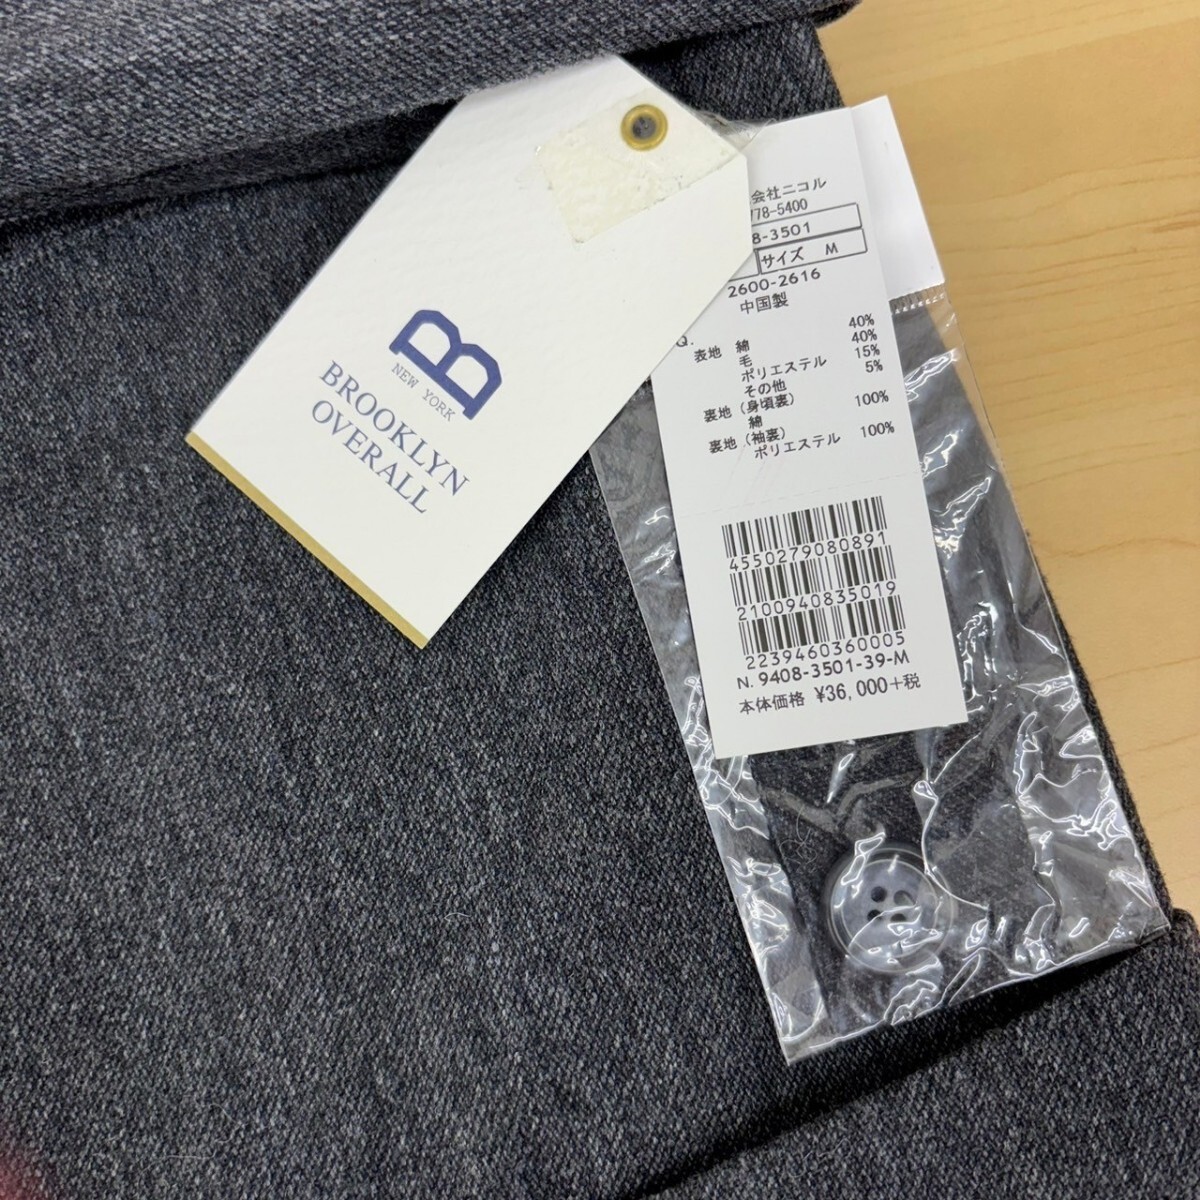 B
NEW YORK
BROOKLYN
OVERALL
会社ニコル
778-5400
8-3501
サイズ M
2600-2616
中国製
Q.
表地 綿 40%
毛 40%
ポリエステル 15%
その他 5%
裏地(身頃裏)
綿 100%
裏地(袖裏)
ポリエステル 100%
4550279080891
2100940835019
2239460360005
N. 9408-3501-39-M
本体価格 ¥36,000+税